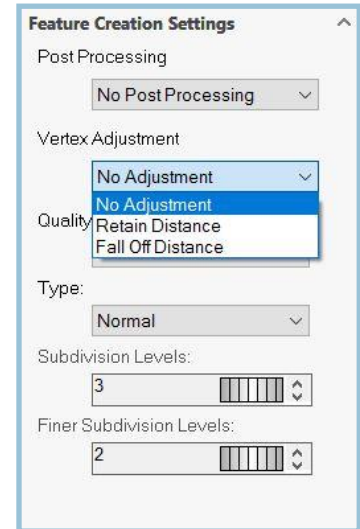 Feature Creation Settings
Post Processing
No Post Processing
Vertex Adjustment
No Adjustment
No Adjustment
Retain Distance
Quality
Fall Off Distance
Type:
Normal
Subdivision Levels:
3
Finer Subdivision Levels:
2